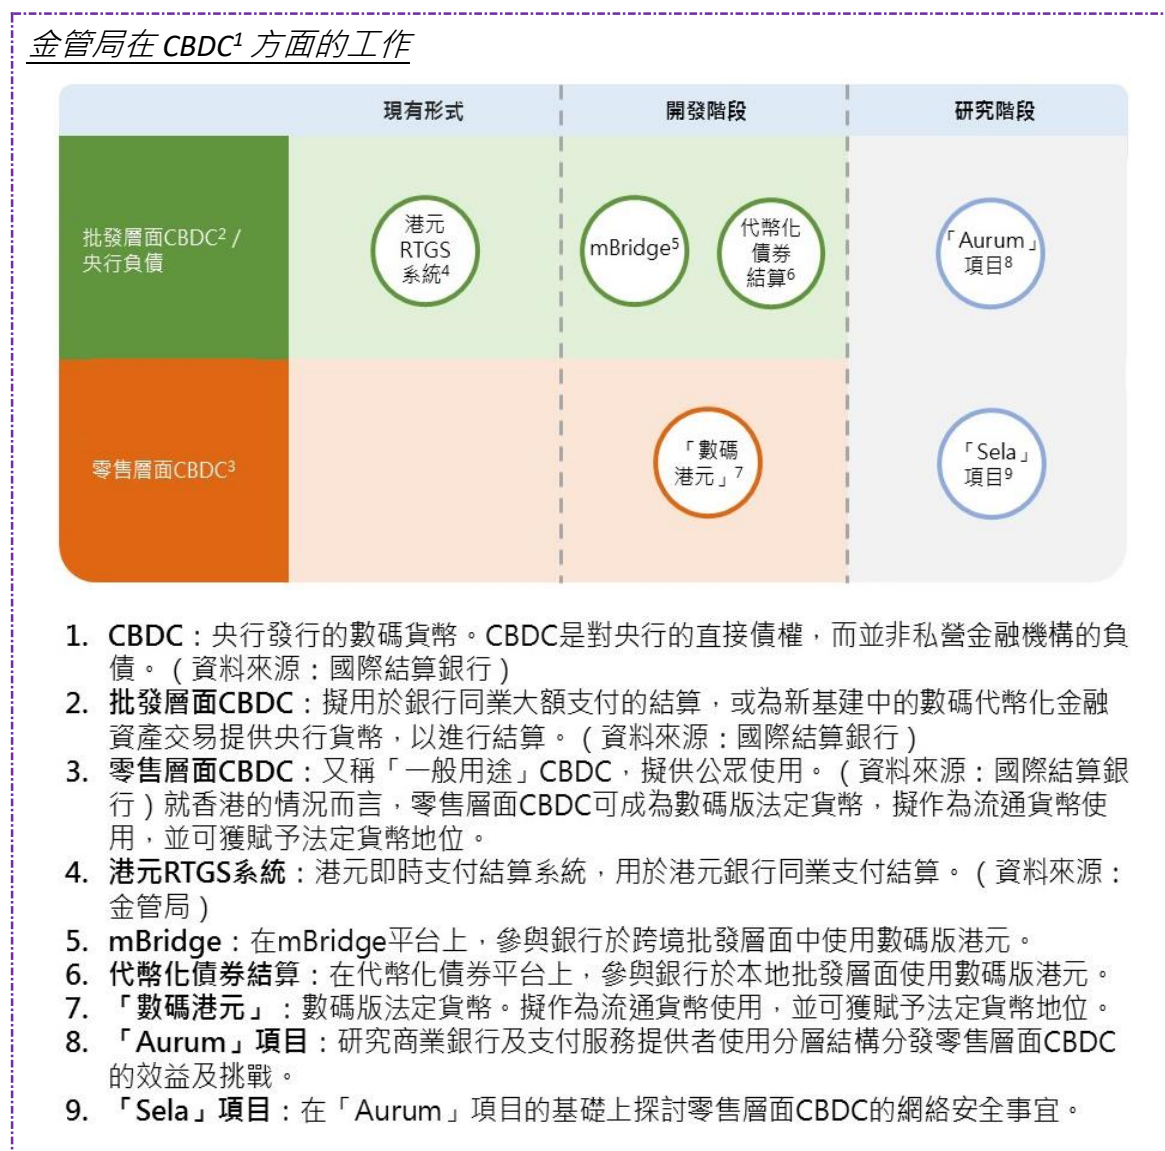 金管局在 CBDC¹ 方面的工作
現有形式
開發階段
研究階段
批發層面CBDC² /
央行負債
港元
RTGS
系統⁴
mBridge⁵
代幣化
債券
結算⁶
「Aurum」
項目⁸
零售層面CBDC³
「數碼
港元」⁷
「Sela」
項目⁹
1. CBDC：央行發行的數碼貨幣。CBDC是對央行的直接債權，而並非私營金融機構的負
債。（資料來源：國際結算銀行）
2. 批發層面CBDC：擬用於銀行同業大額支付的結算，或為新基建中的數碼代幣化金融
資產交易提供央行貨幣，以進行結算。（資料來源：國際結算銀行）
3. 零售層面CBDC：又稱「一般用途」CBDC，擬供公眾使用。（資料來源：國際結算銀
行）就香港的情況而言，零售層面CBDC可成為數碼版法定貨幣，擬作為流通貨幣使
用，並可獲賦予法定貨幣地位。
4. 港元RTGS系統：港元即時支付結算系統，用於港元銀行同業支付結算。（資料來源：
金管局）
5. mBridge：在mBridge平台上，參與銀行於跨境批發層面中使用數碼版港元。
6. 代幣化債券結算：在代幣化債券平台上，參與銀行於本地批發層面使用數碼版港元。
7. 「數碼港元」：數碼版法定貨幣。擬作為流通貨幣使用，並可獲賦予法定貨幣地位。
8. 「Aurum」項目：研究商業銀行及支付服務提供者使用分層結構分發零售層面CBDC
的效益及挑戰。
9. 「Sela」項目：在「Aurum」項目的基礎上探討零售層面CBDC的網絡安全事宜。